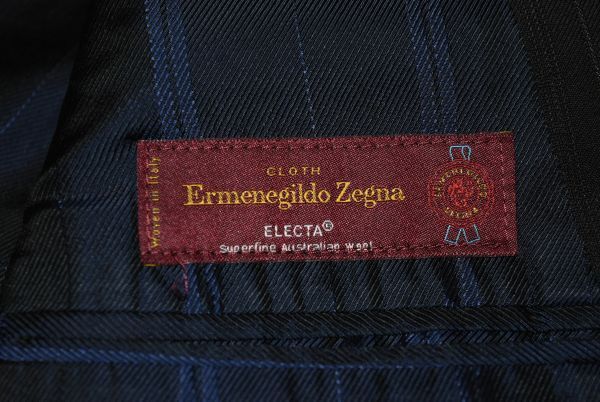 Woven in Italy
CLOTH
Ermenegildo Zegna
ELECTA®
Superfine Australian wool